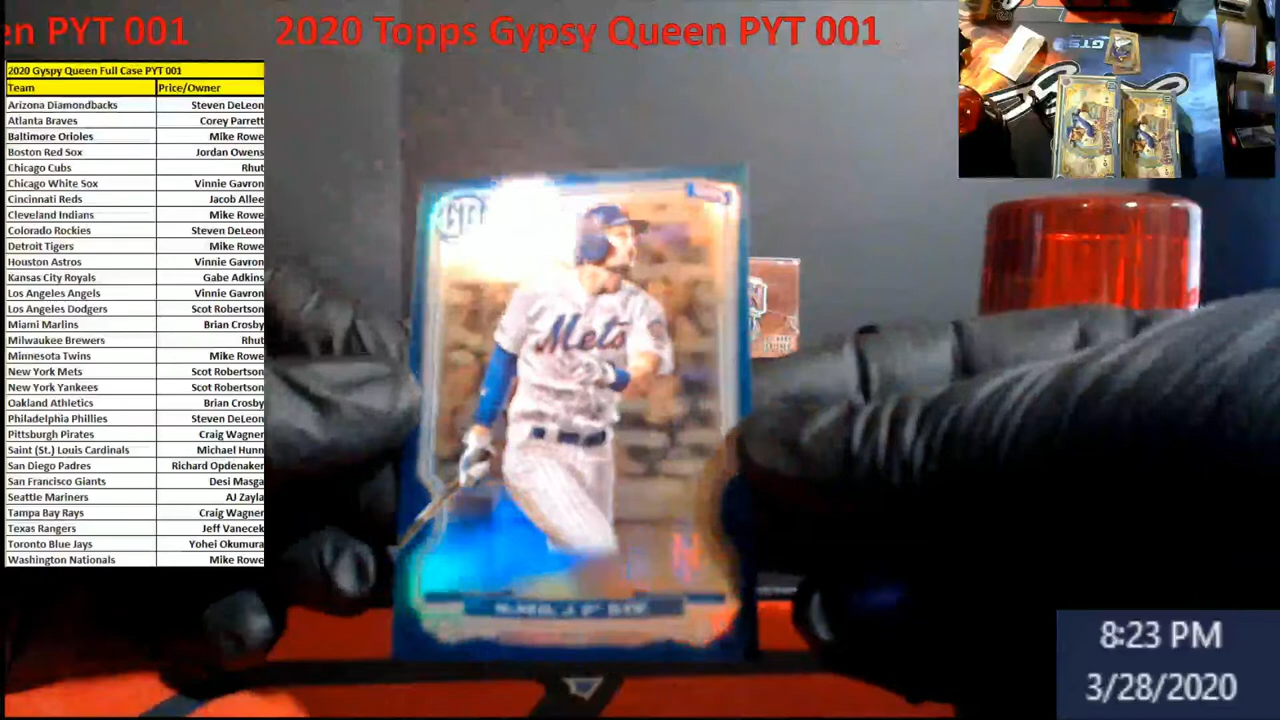 en PYT 001
2020 Topps Gypsy Queen PYT 001
2020 Gyspy Queen Full Case PYT 001
Team Price/Owner
Arizona Diamondbacks Steven DeLeon
Atlanta Braves Corey Parrett
Baltimore Orioles Mike Rowe
Boston Red Sox Jordan Owens
Chicago Cubs Rhut
Chicago White Sox Vinnie Gavron
Cincinnati Reds Jacob Allee
Cleveland Indians Mike Rowe
Colorado Rockies Steven DeLeon
Detroit Tigers Mike Rowe
Houston Astros Vinnie Gavron
Kansas City Royals Gabe Adkins
Los Angeles Angels Vinnie Gavron
Los Angeles Dodgers Scot Robertson
Miami Marlins Brian Crosby
Milwaukee Brewers Rhut
Minnesota Twins Mike Rowe
New York Mets Scot Robertson
New York Yankees Scot Robertson
Oakland Athletics Brian Crosby
Philadelphia Phillies Steven DeLeon
Pittsburgh Pirates Craig Wagner
Saint (St.) Louis Cardinals Michael Hunn
San Diego Padres Richard Opdenaker
San Francisco Giants Desi Masga
Seattle Mariners AJ Zayla
Tampa Bay Rays Craig Wagner
Texas Rangers Jeff Vanecek
Toronto Blue Jays Yohei Okumura
Washington Nationals Mike Rowe
GQ
Mets
8:23 PM
3/28/2020